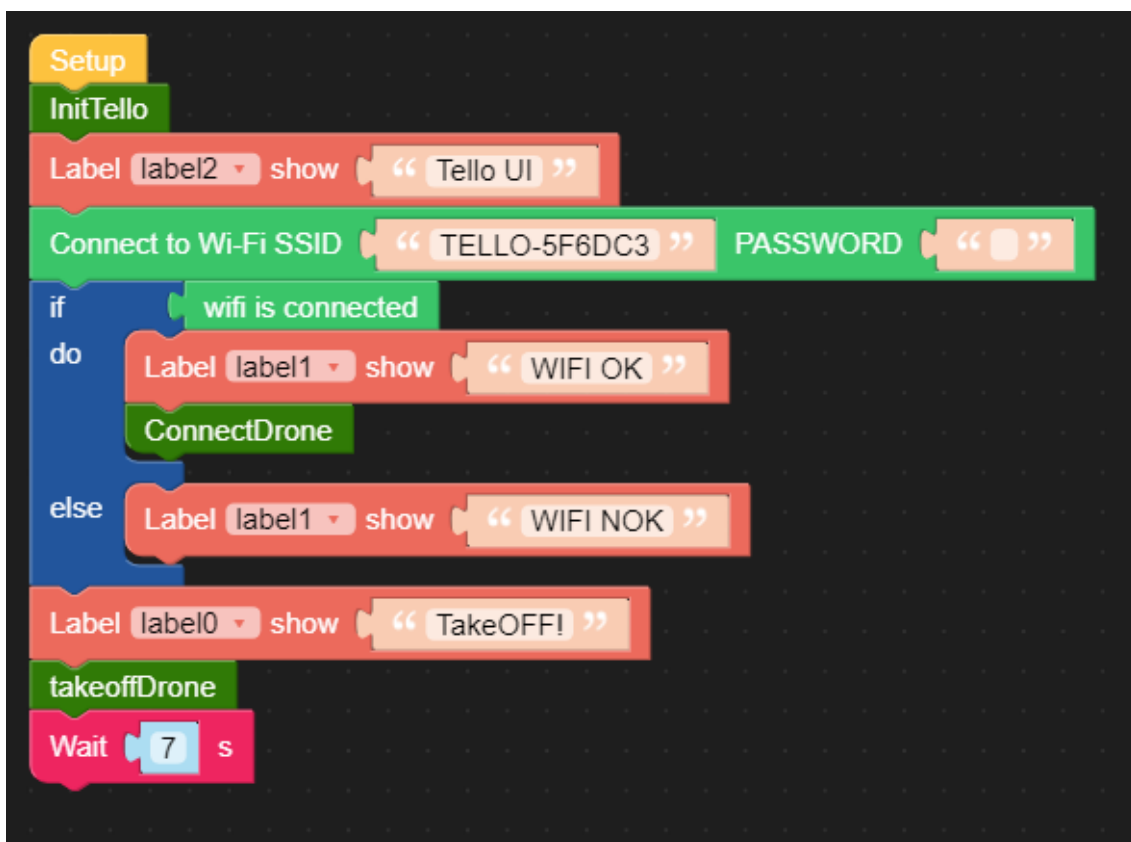 Setup
InitTello
Label label2 show “ Tello UI ”
Connect to Wi-Fi SSID “ TELLO-5F6DC3 ” PASSWORD “ ”
if wifi is connected
do Label label1 show “ WIFI OK ”
ConnectDrone
else Label label1 show “ WIFI NOK ”
Label label0 show “ TakeOFF! ”
takeoffDrone
Wait 7 s